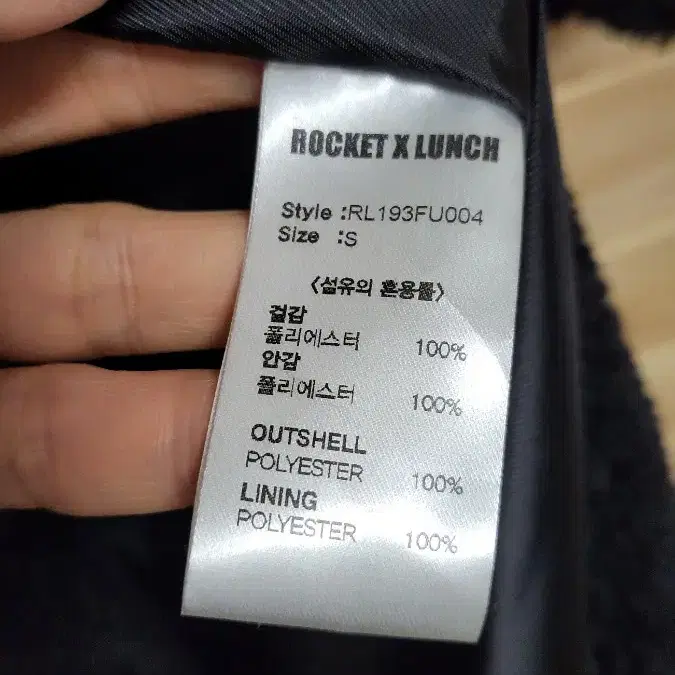 ROCKET X LUNCH
Style :RL193FU004
Size :S
<섬유의 혼용률>
겉감
폴리에스터 100%
안감
폴리에스터 100%
OUTSHELL
POLYESTER 100%
LINING
POLYESTER 100%